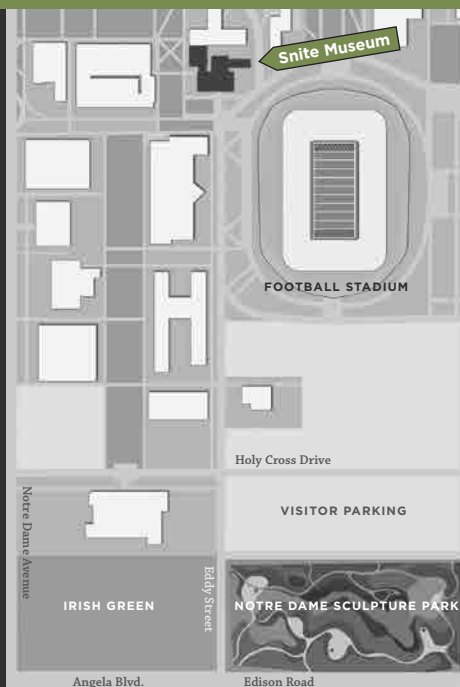 Snite Museum
FOOTBALL STADIUM
Holy Cross Drive
Notre Dame Avenue
VISITOR PARKING
Eddy Street
IRISH GREEN
NOTRE DAME SCULPTURE PARK
Angela Blvd.
Edison Road